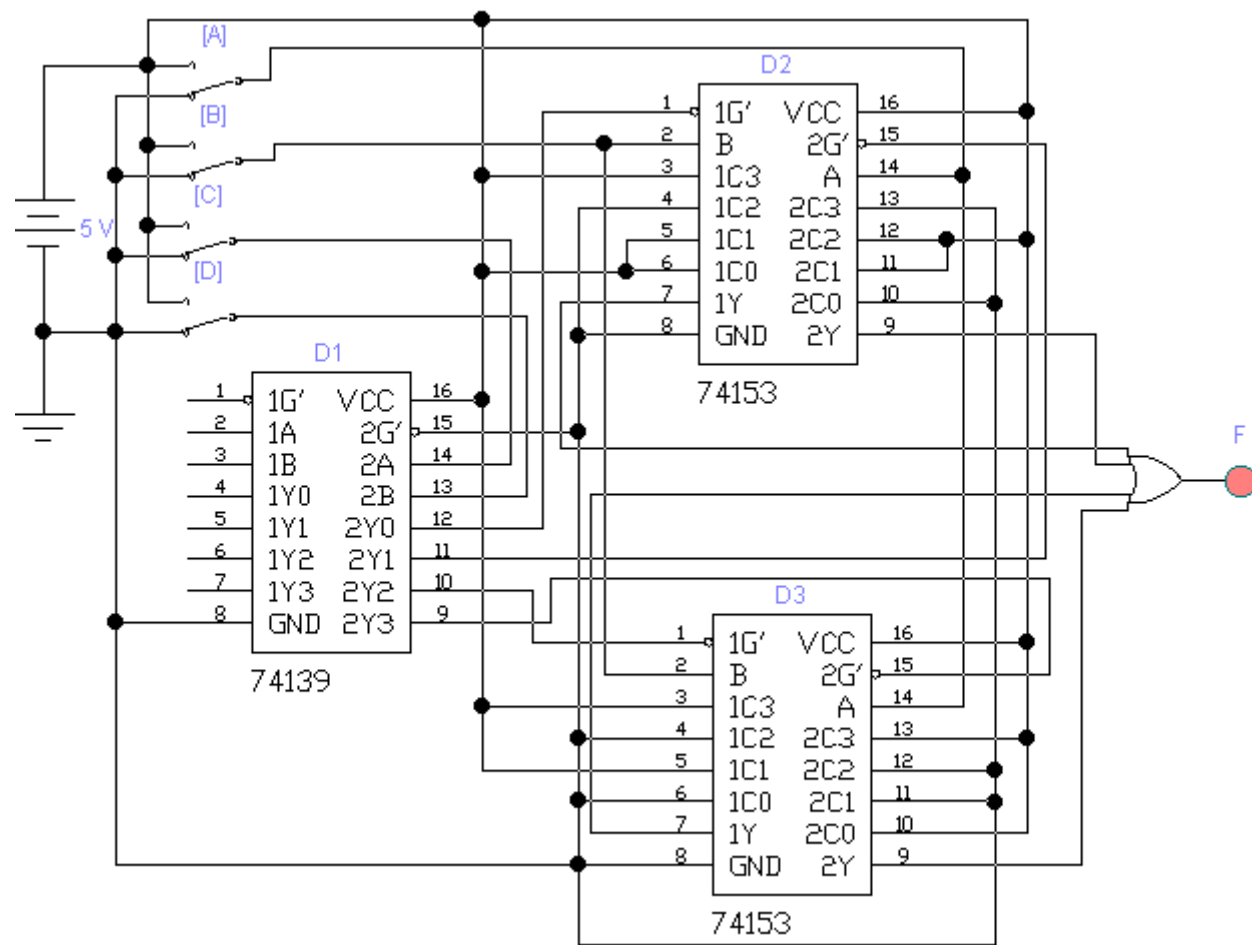 [A]
[B]
[C]
[D]
5 V
D1
1 1G' VCC 16
2 1A 2G' 15
3 1B 2A 14
4 1Y0 2B 13
5 1Y1 2Y0 12
6 1Y2 2Y1 11
7 1Y3 2Y2 10
8 GND 2Y3 9
74139
D2
1 1G' VCC 16
2 B 2G' 15
3 1C3 A 14
4 1C2 2C3 13
5 1C1 2C2 12
6 1C0 2C1 11
7 1Y 2C0 10
8 GND 2Y 9
74153
F
D3
1 1G' VCC 16
2 B 2G' 15
3 1C3 A 14
4 1C2 2C3 13
5 1C1 2C2 12
6 1C0 2C1 11
7 1Y 2C0 10
8 GND 2Y 9
74153